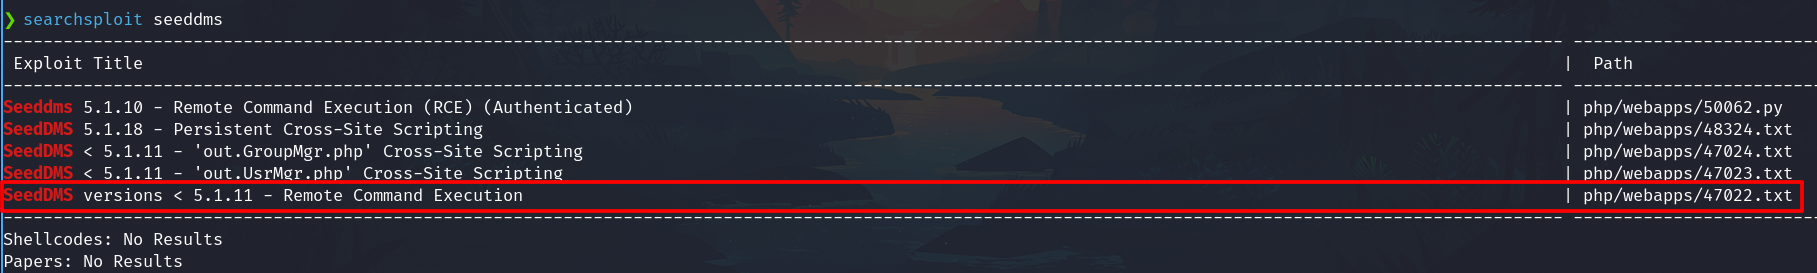 ❯ searchsploit seeddms
Exploit Title | Path
Seeddms 5.1.10 - Remote Command Execution (RCE) (Authenticated) | php/webapps/50062.py
SeedDMS 5.1.18 - Persistent Cross-Site Scripting | php/webapps/48324.txt
SeedDMS < 5.1.11 - 'out.GroupMgr.php' Cross-Site Scripting | php/webapps/47024.txt
SeedDMS < 5.1.11 - 'out.UsrMgr.php' Cross-Site Scripting | php/webapps/47023.txt
SeedDMS versions < 5.1.11 - Remote Command Execution | php/webapps/47022.txt
Shellcodes: No Results
Papers: No Results